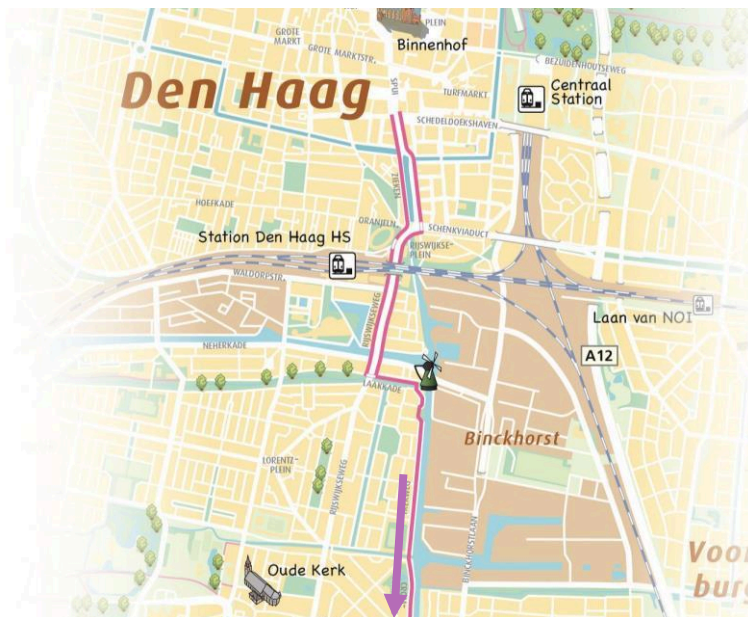 PLEIN
GROTE
MARKT
GROTE MARKTSTR.
Binnenhof
SPUI
BEZUIDENHOUTSEWEG
Den Haag
TURFMARKT
Centraal
Station
SCHEDELDOEKSHAVEN
ZIEKEN
HOEFKADE
ORANJELN.
SCHENKVIADUCT
Station Den Haag HS
RIJSWIJKSE-
PLEIN
WALDORPSTR.
Laan van NOI
RIJSWIJKSEWEG
NEHERKADE
A12
LAAKKADE
Binckhorst
LORENTZ-
PLEIN
RIJSWIJKSEWEG
BINCKHORSTLAAN
Voor
burg
Oude Kerk